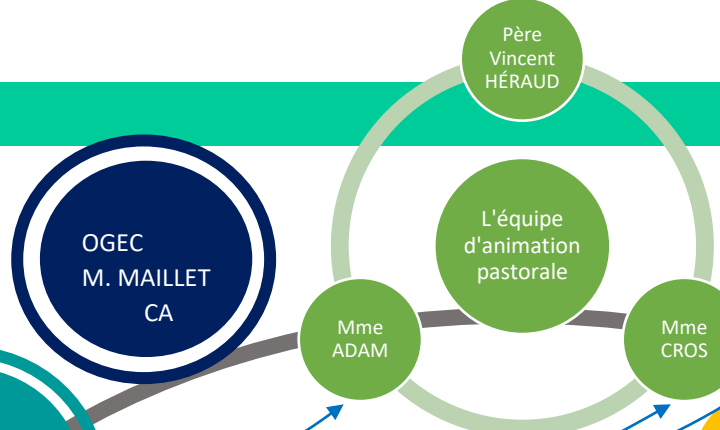 Père
Vincent
HÉRAUD
L'équipe
d'animation
pastorale
OGEC
M. MAILLET
CA
Mme
ADAM
Mme
CROS